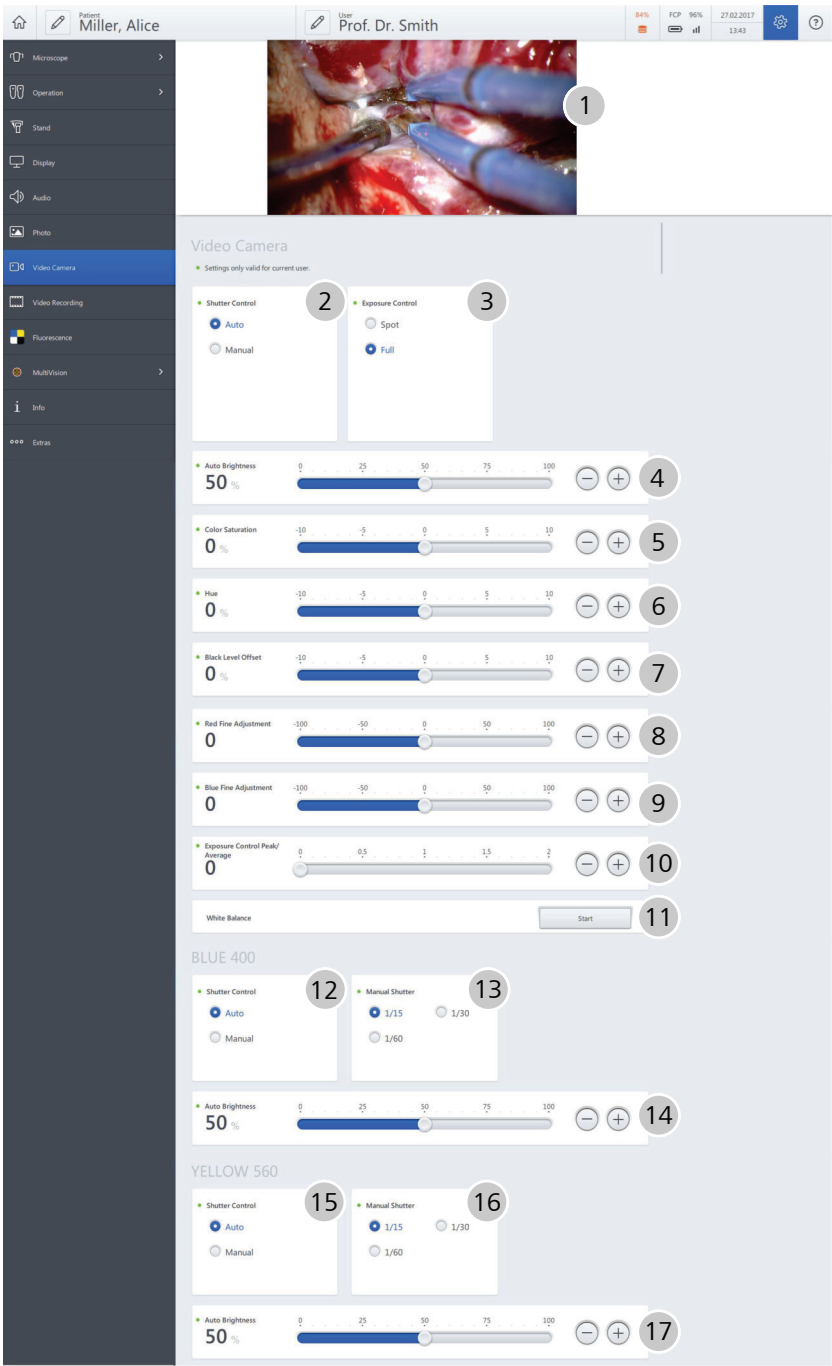 Patient
Miller, Alice
User
Prof. Dr. Smith
84%
FCP 96%
27.02.2017
13:43
?
Microscope
Operation
Stand
Display
Audio
Photo
Video Camera
Video Recording
Fluorescence
MultiVision
i Info
Extras
1
Video Camera
Settings only valid for current user.
Shutter Control
2
Auto
Manual
Exposure Control
3
Spot
Full
Auto Brightness
50 %
0 25 50 75 100
4
Color Saturation
0 %
-10 -5 0 5 10
5
Hue
0 %
-10 -5 0 5 10
6
Black Level Offset
0 %
-10 -5 0 5 10
7
Red Fine Adjustment
0
-100 -50 0 50 100
8
Blue Fine Adjustment
0
-100 -50 0 50 100
9
Exposure Control Peak/
Average
0
0 0.5 1 1.5 2
10
White Balance
Start
11
BLUE 400
Shutter Control
12
Auto
Manual
Manual Shutter
13
1/15 1/30
1/60
Auto Brightness
50 %
0 25 50 75 100
14
YELLOW 560
Shutter Control
15
Auto
Manual
Manual Shutter
16
1/15 1/30
1/60
Auto Brightness
50 %
0 25 50 75 100
17